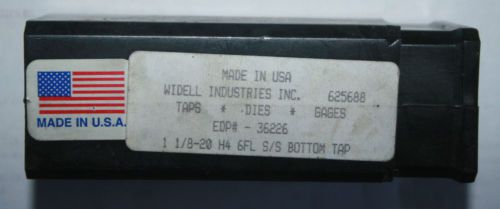 MADE IN U.S.A.
MADE IN USA
WIDELL INDUSTRIES INC. 625688
TAPS * DIES * GAGES
EDP# - 36226
1 1/8-20 H4 6FL S/S BOTTOM TAP